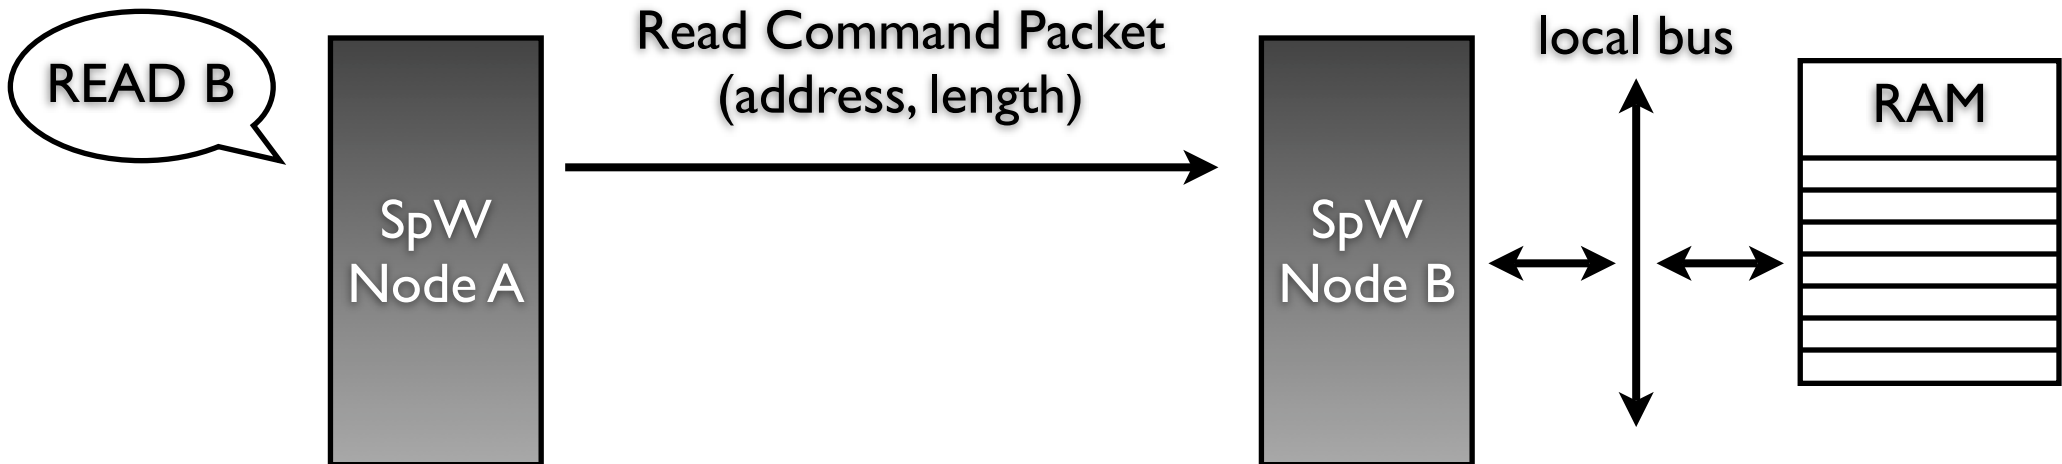 READ B
Read Command Packet
(address, length)
local bus
RAM
SpW
Node A
SpW
Node B